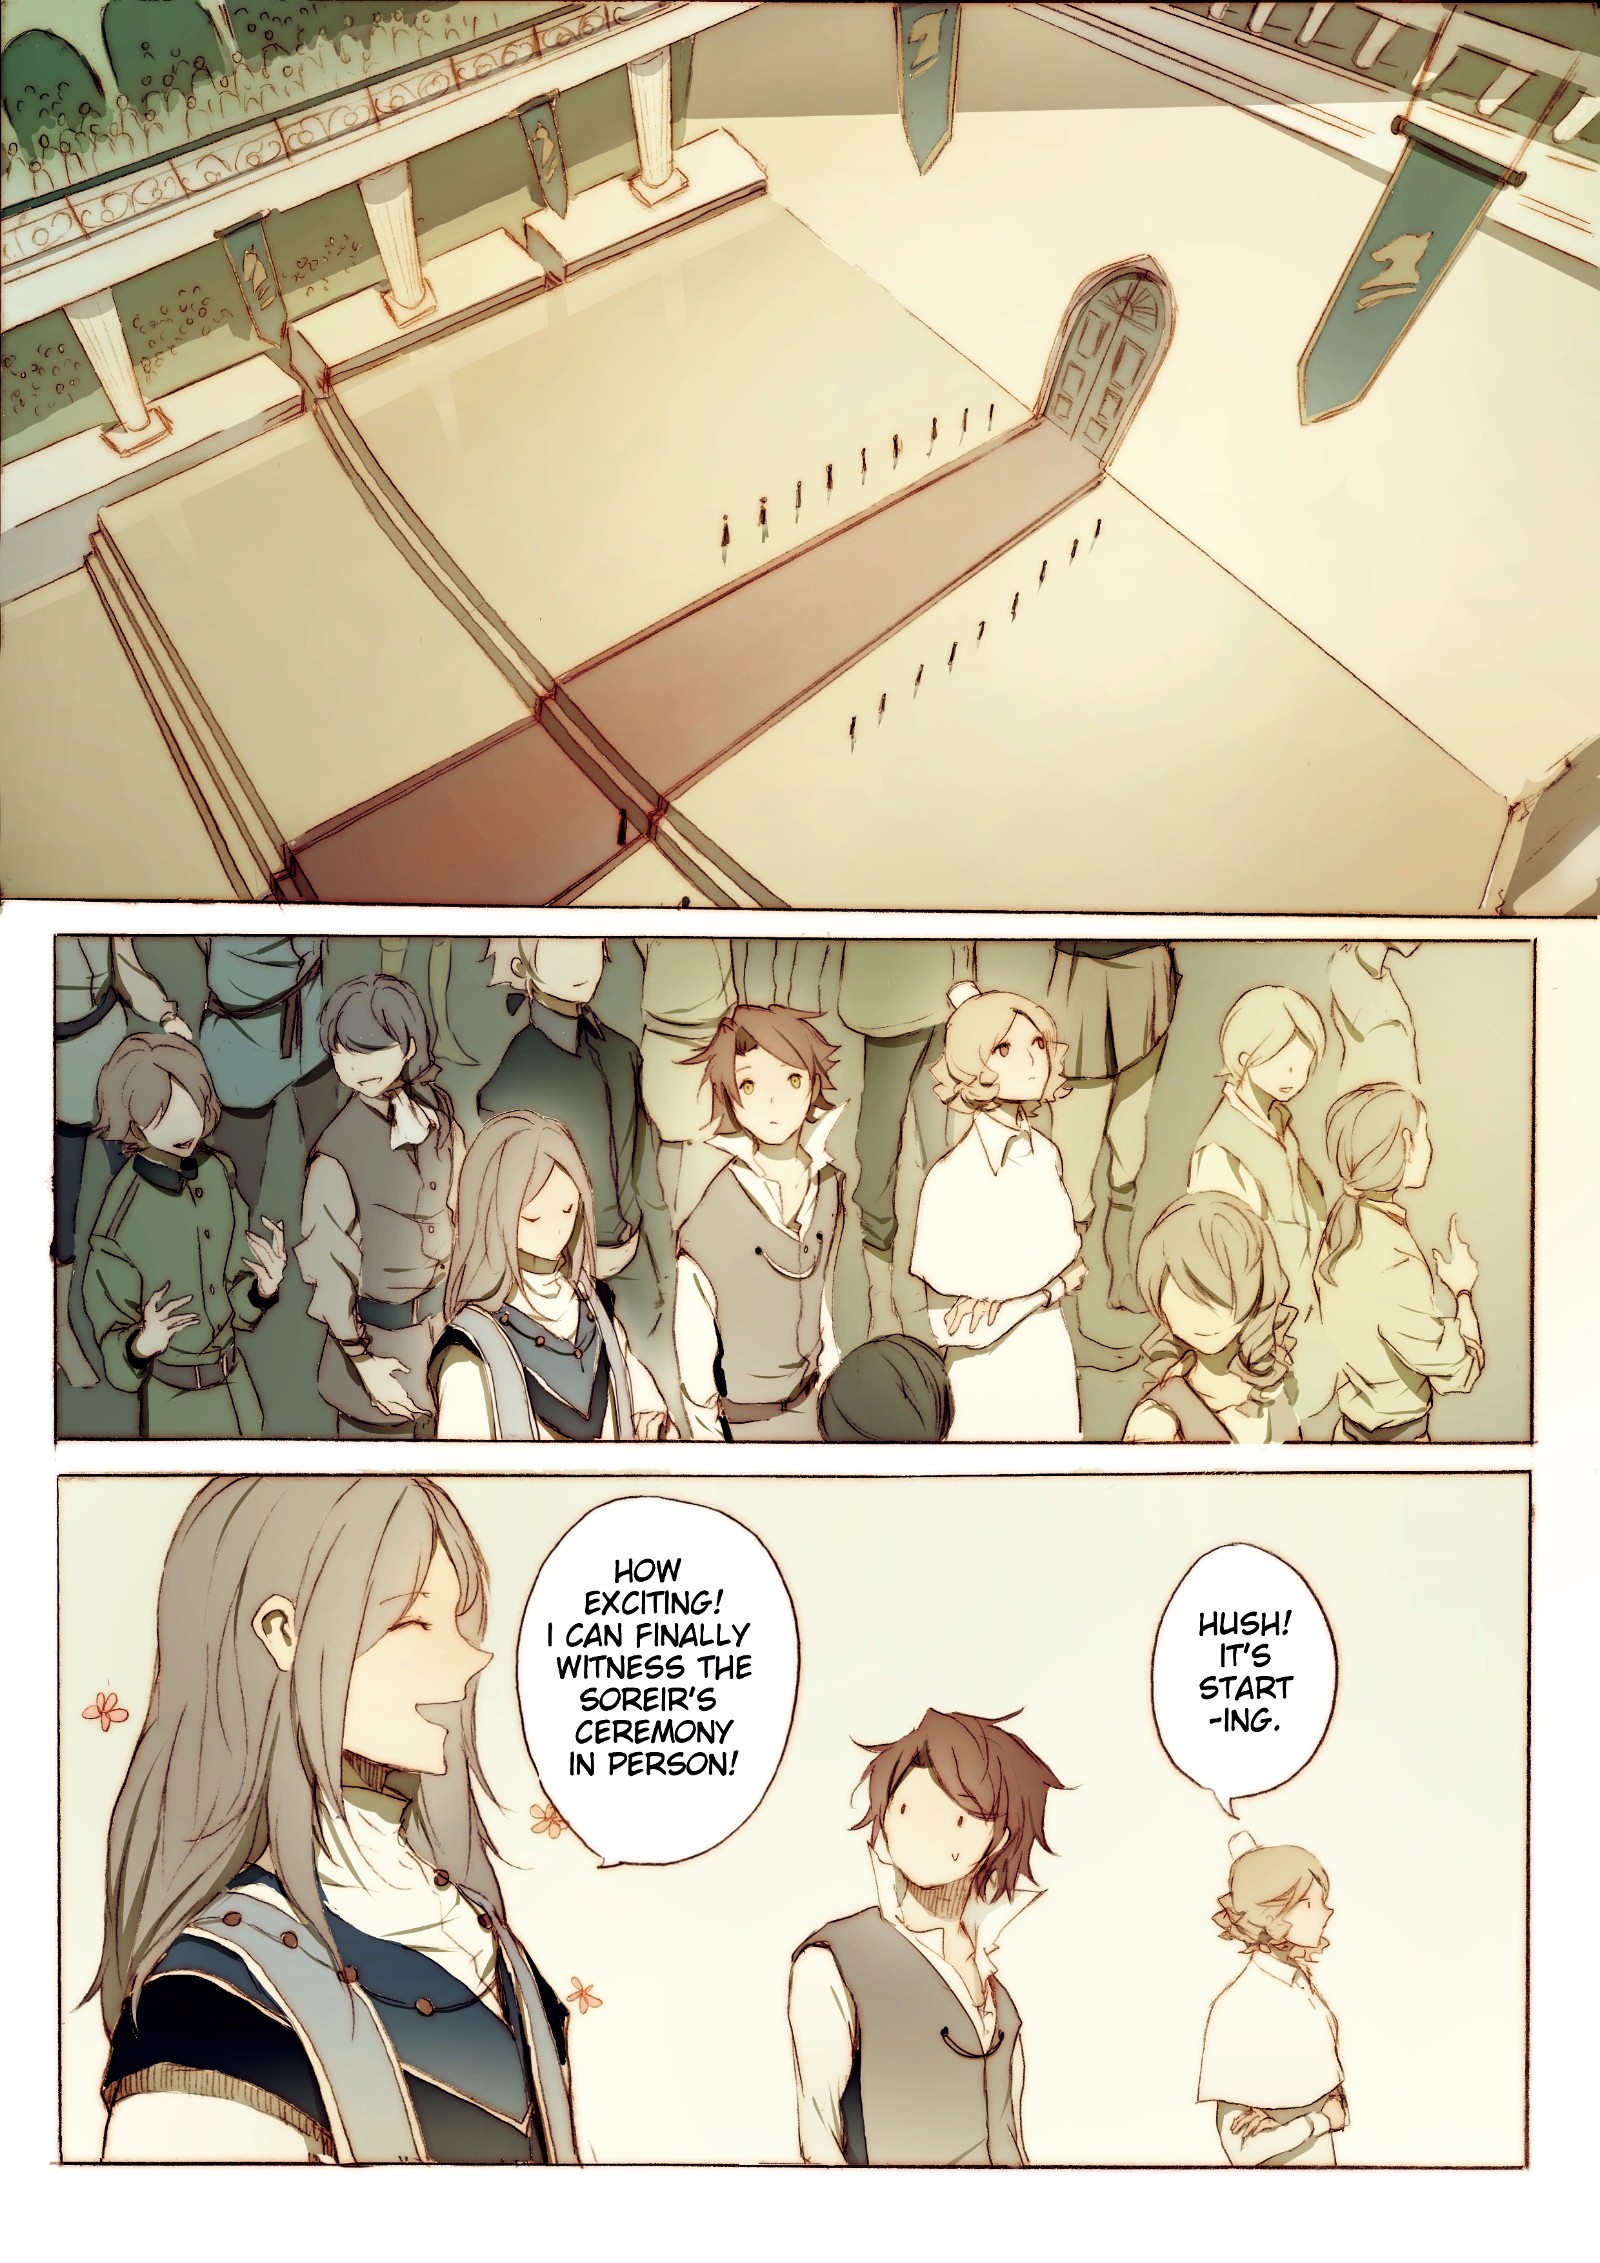 HOW
EXCITING!
I CAN FINALLY
WITNESS THE
SOREIR'S
CEREMONY
IN PERSON!
HUSH!
IT'S
START
-ING.